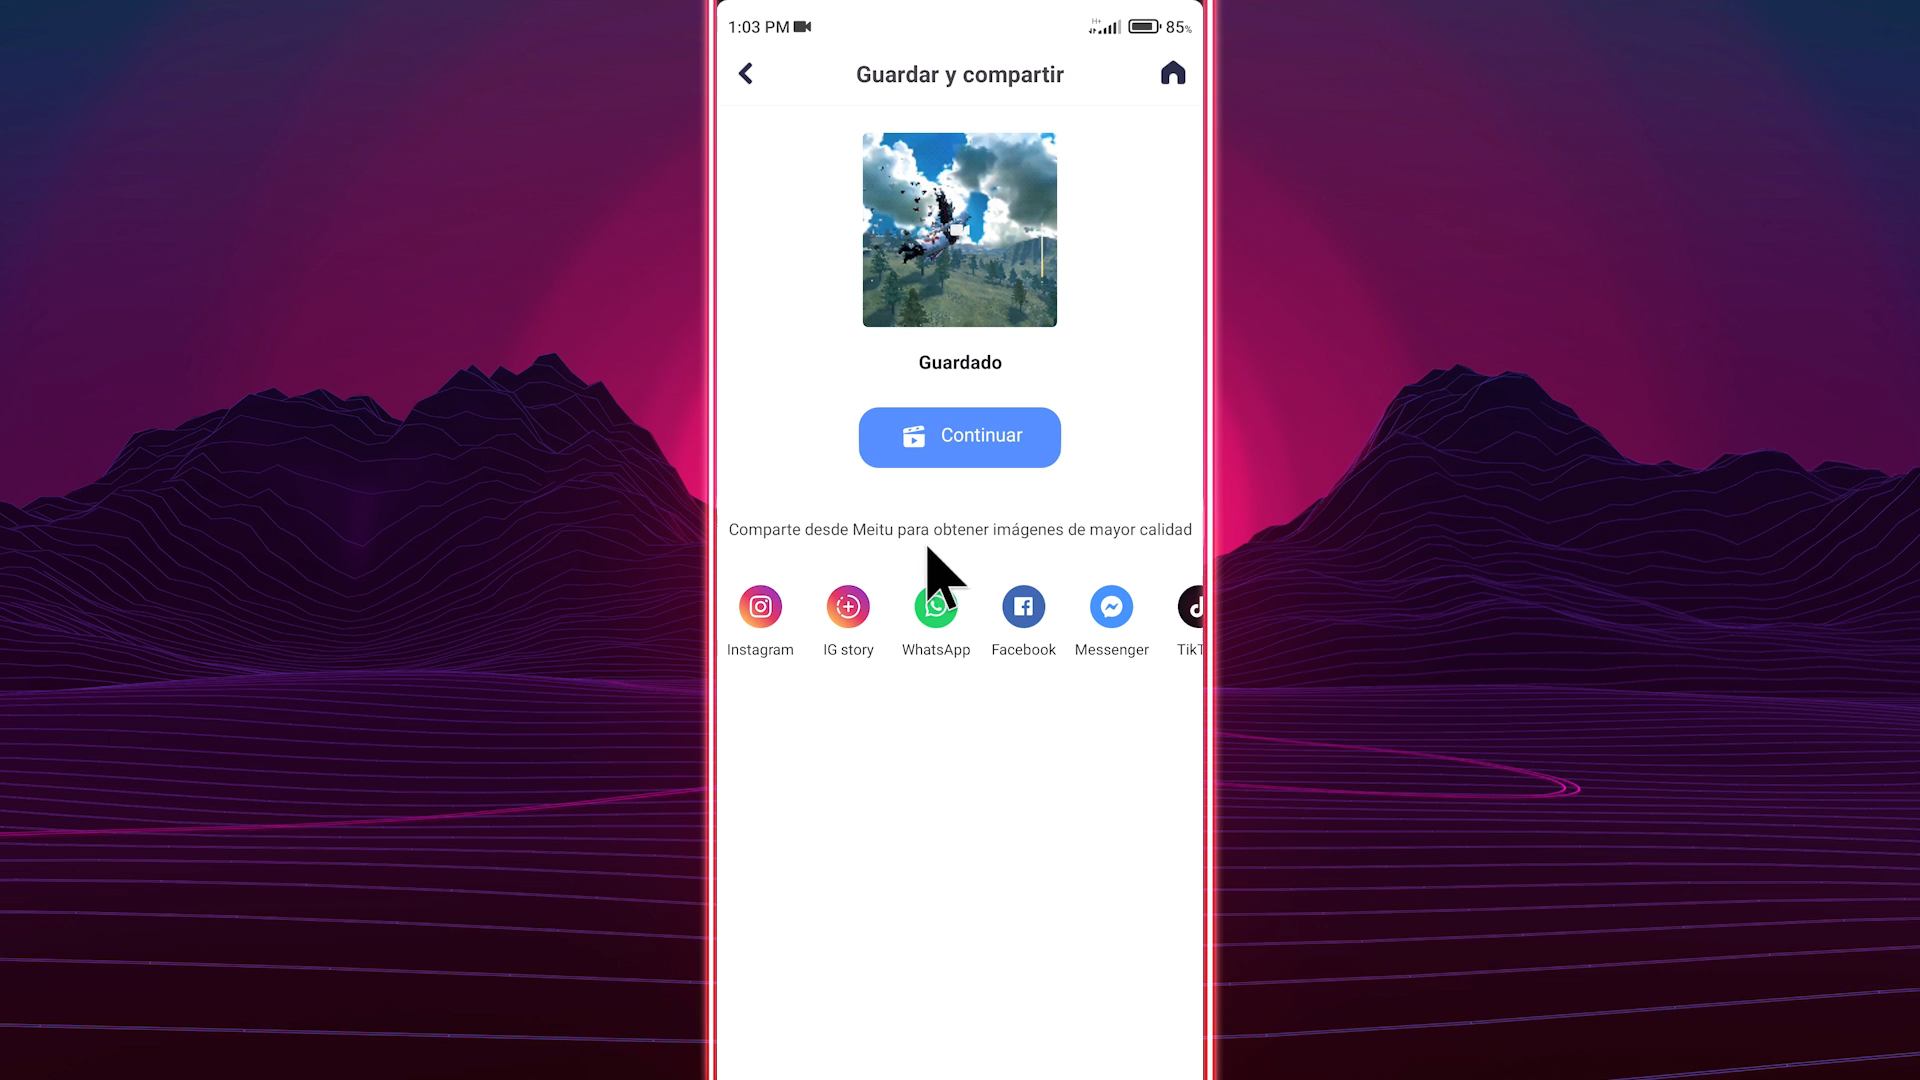 1:03 PM
H+
85%
Guardar y compartir
Guardado
Continuar
Comparte desde Meitu para obtener imágenes de mayor calidad
Instagram
IG story
WhatsApp
Facebook
Messenger
TikT